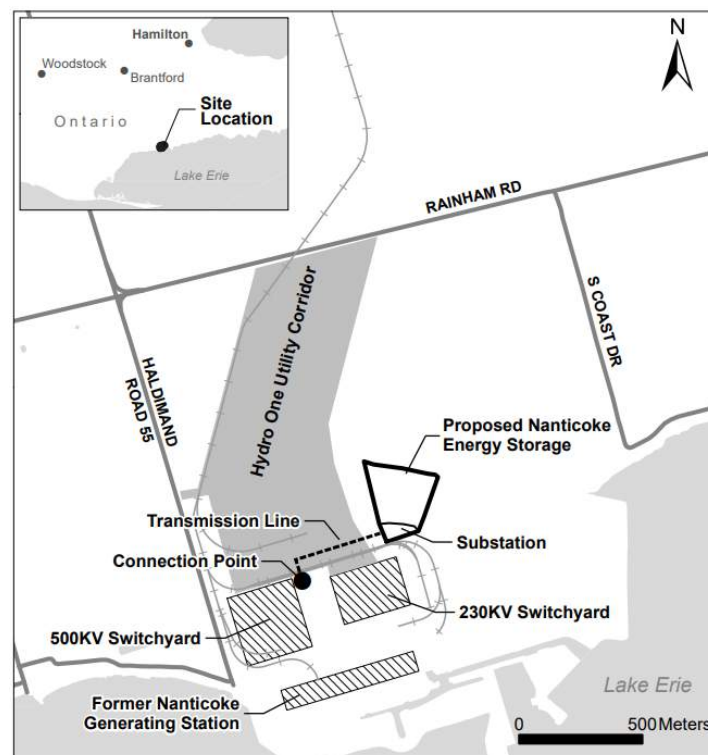 Hamilton
Woodstock
Brantford
Ontario
Site
Location
Lake Erie
N
RAINHAM RD
S COAST DR
HALDIMAND
ROAD 55
Hydro One Utility Corridor
Proposed Nanticoke
Energy Storage
Transmission Line
Substation
Connection Point
230KV Switchyard
500KV Switchyard
Former Nanticoke
Generating Station
Lake Erie
0 500 Meters